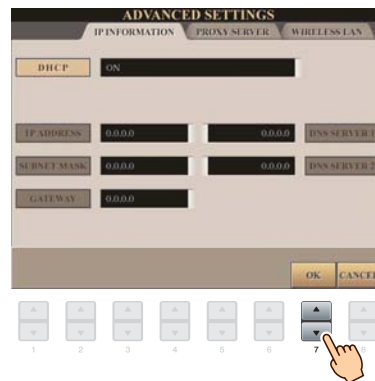 ADVANCED SETTINGS
IP INFORMATION PROXY SERVER WIRELESS LAN
DHCP ON
IP ADDRESS 0.0.0.0 0.0.0.0 DNS SERVER 1
SUBNET MASK 0.0.0.0 0.0.0.0 DNS SERVER 2
GATEWAY 0.0.0.0
OK CANCEL
1 2 3 4 5 6 7 8